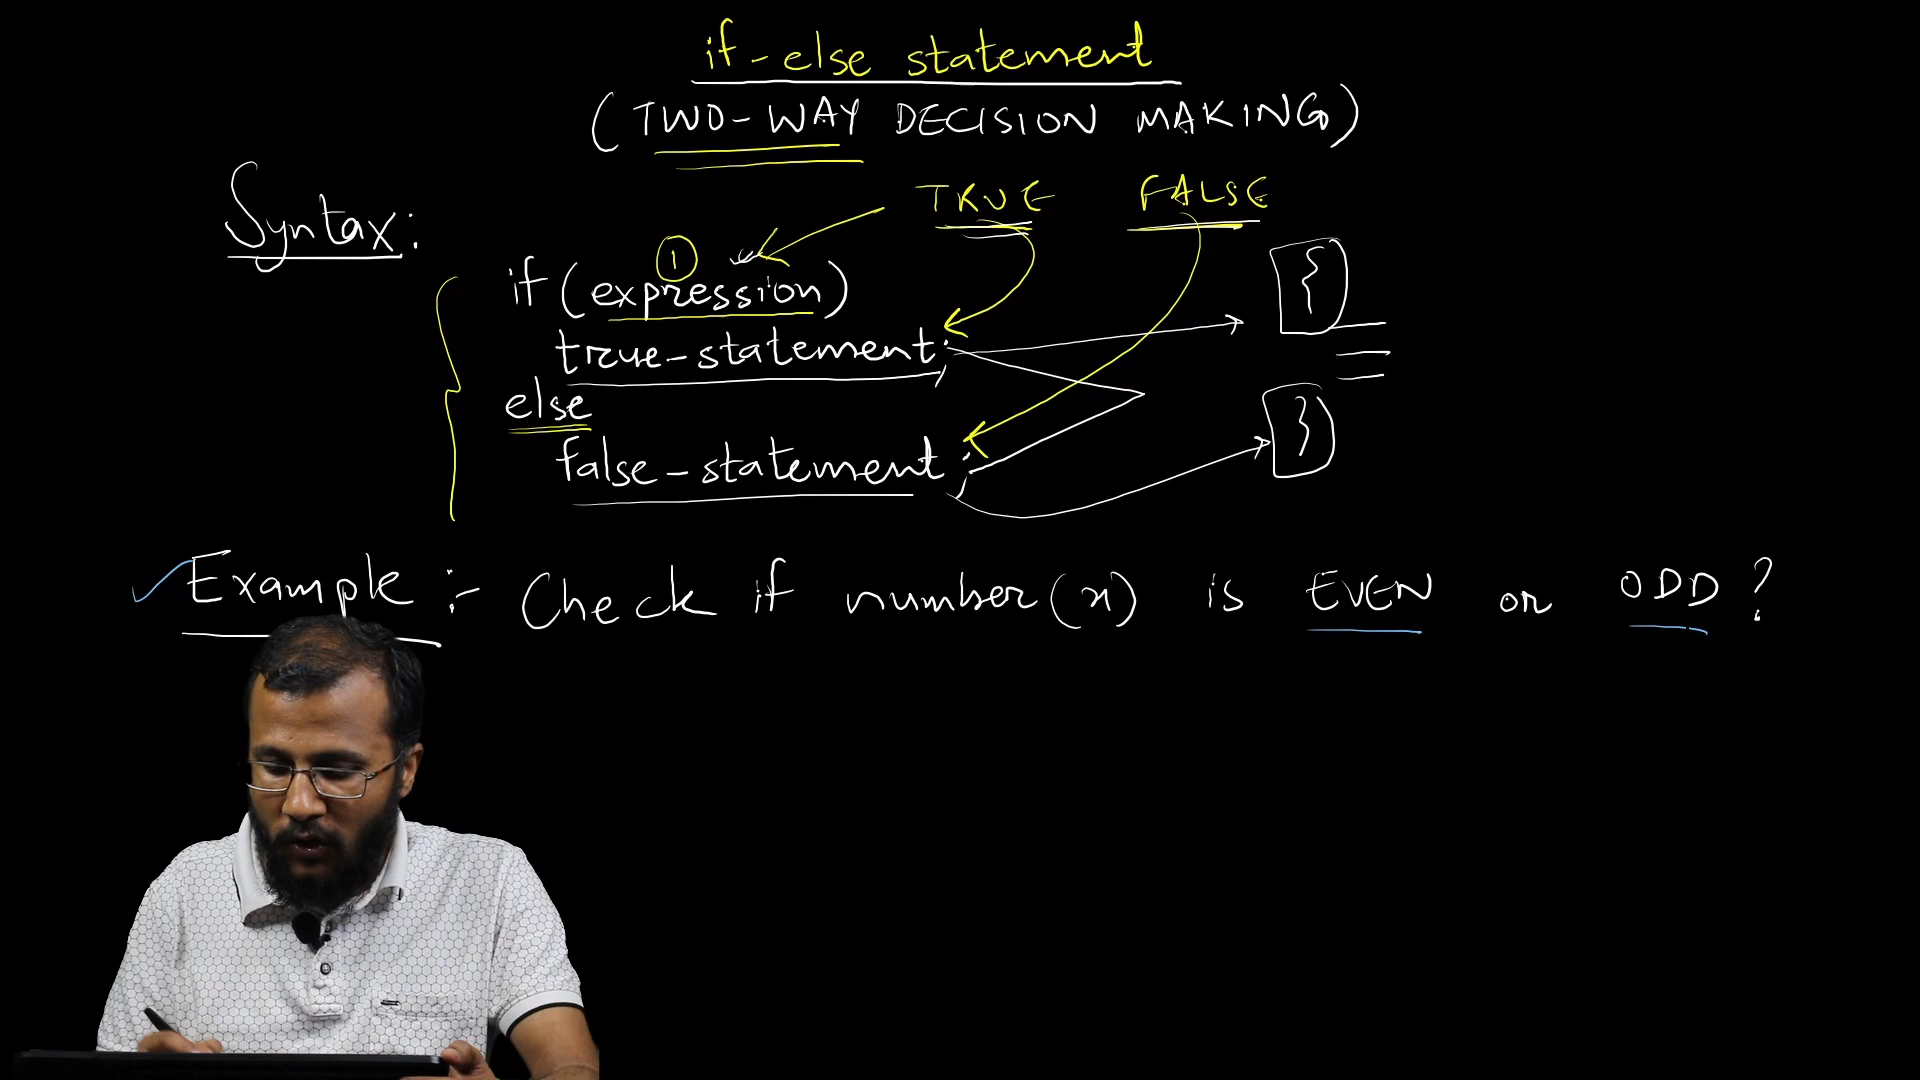 if-else statement
(TWO-WAY DECISION MAKING)
TRUE FALSE
Syntax:
1
if (expression) {
true-statement;
else
false-statement; }
Example :- Check if number(x) is EVEN or ODD?